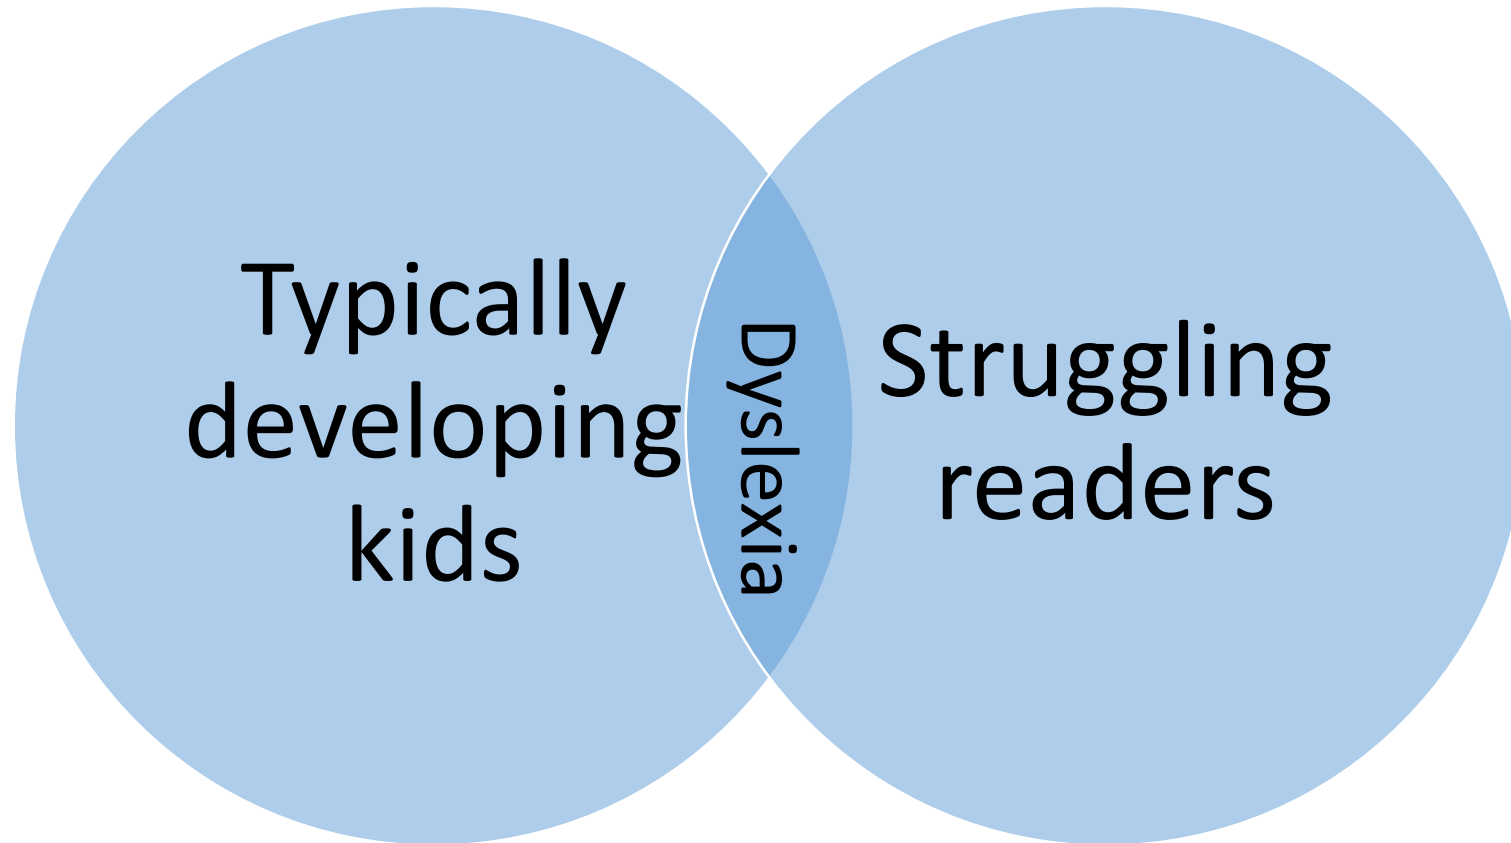 Typically
developing
kids
Dyslexia
Struggling
readers